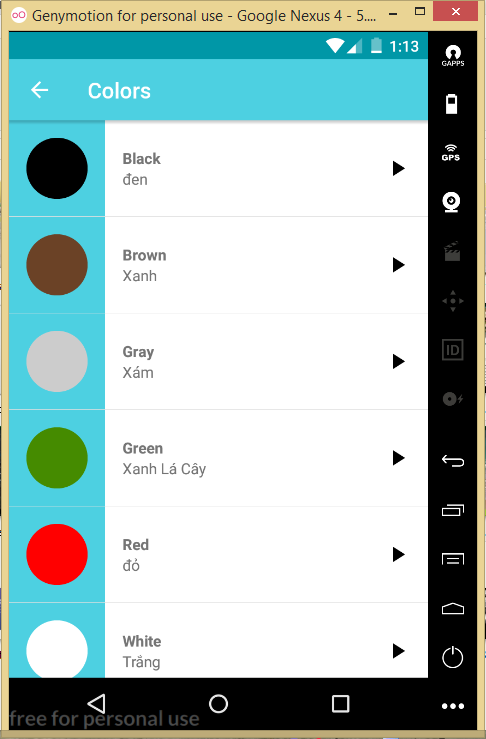 Genymotion for personal use - Google Nexus 4 - 5....
1:13
GAPPS
Colors
Black
đen
GPS
Brown
Xanh
Gray
Xám
ID
Green
Xanh Lá Cây
Red
đỏ
White
Trắng
free for personal use